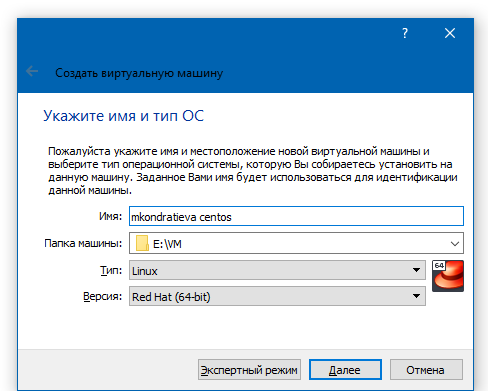 ?
Создать виртуальную машину
Укажите имя и тип ОС
Пожалуйста укажите имя и местоположение новой виртуальной машины и
выберите тип операционной системы, которую Вы собираетесь установить на
данную машину. Заданное Вами имя будет использоваться для идентификации
данной машины.
Имя: mkondratieva centos
Папка машины: E:\VM
Тип: Linux
64
Версия: Red Hat (64-bit)
Экспертный режим Далее Отмена